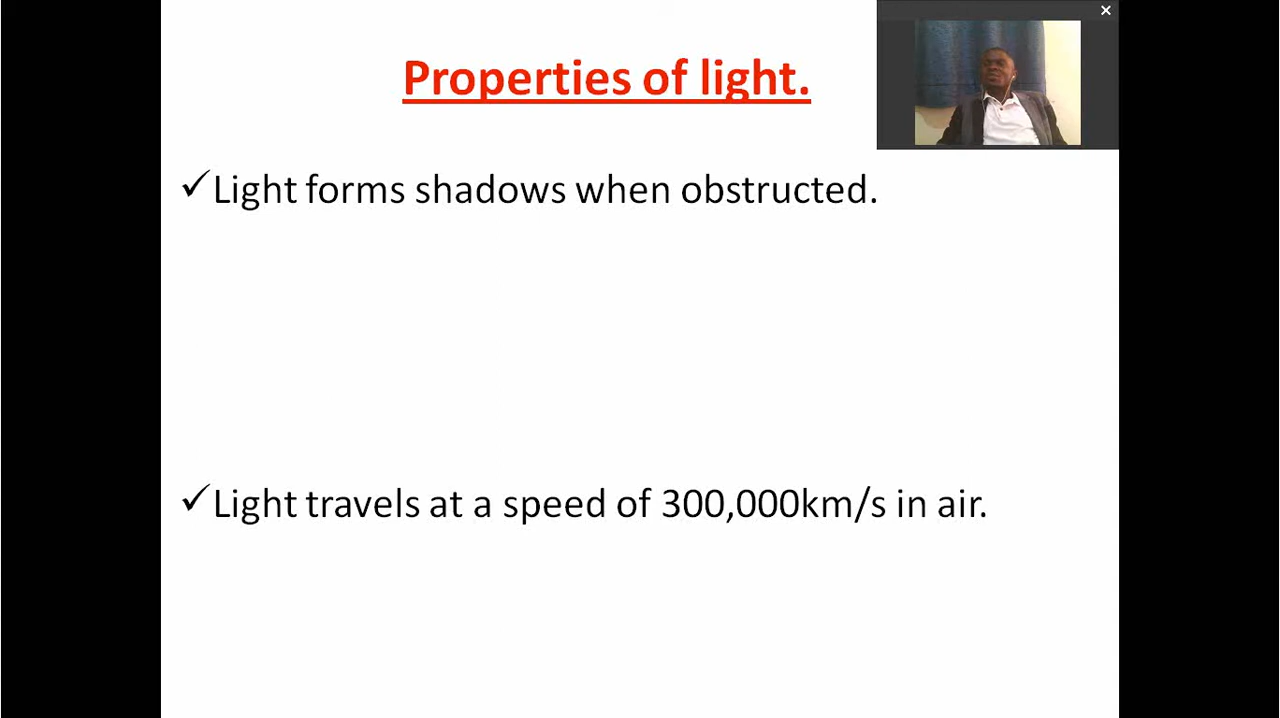 Properties of light.
✓Light forms shadows when obstructed.
✓Light travels at a speed of 300,000km/s in air.